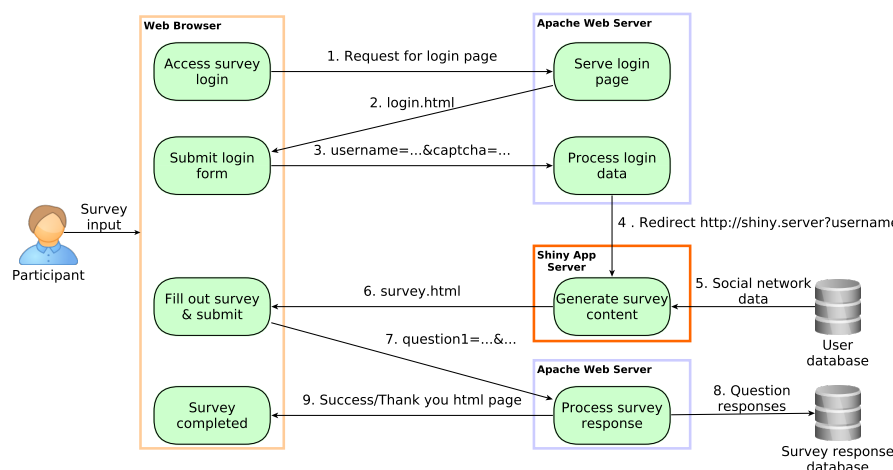 Web Browser
Apache Web Server
Access survey
login
1. Request for login page
Serve login
page
2. login.html
Submit login
form
3. username=...&captcha=...
Process login
data
Survey
input
Participant
4 . Redirect http://shiny.server?username
Shiny App
Server
Fill out survey
& submit
6. survey.html
Generate survey
content
5. Social network
data
User
database
7. question1=...&...
Apache Web Server
Survey
completed
9. Success/Thank you html page
Process survey
response
8. Question
responses
Survey response
database